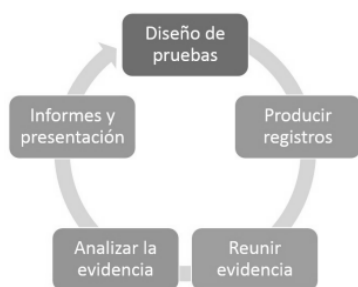 Diseño de
pruebas
Producir
registros
Reunir
evidencia
Analizar la
evidencia
Informes y
presentación